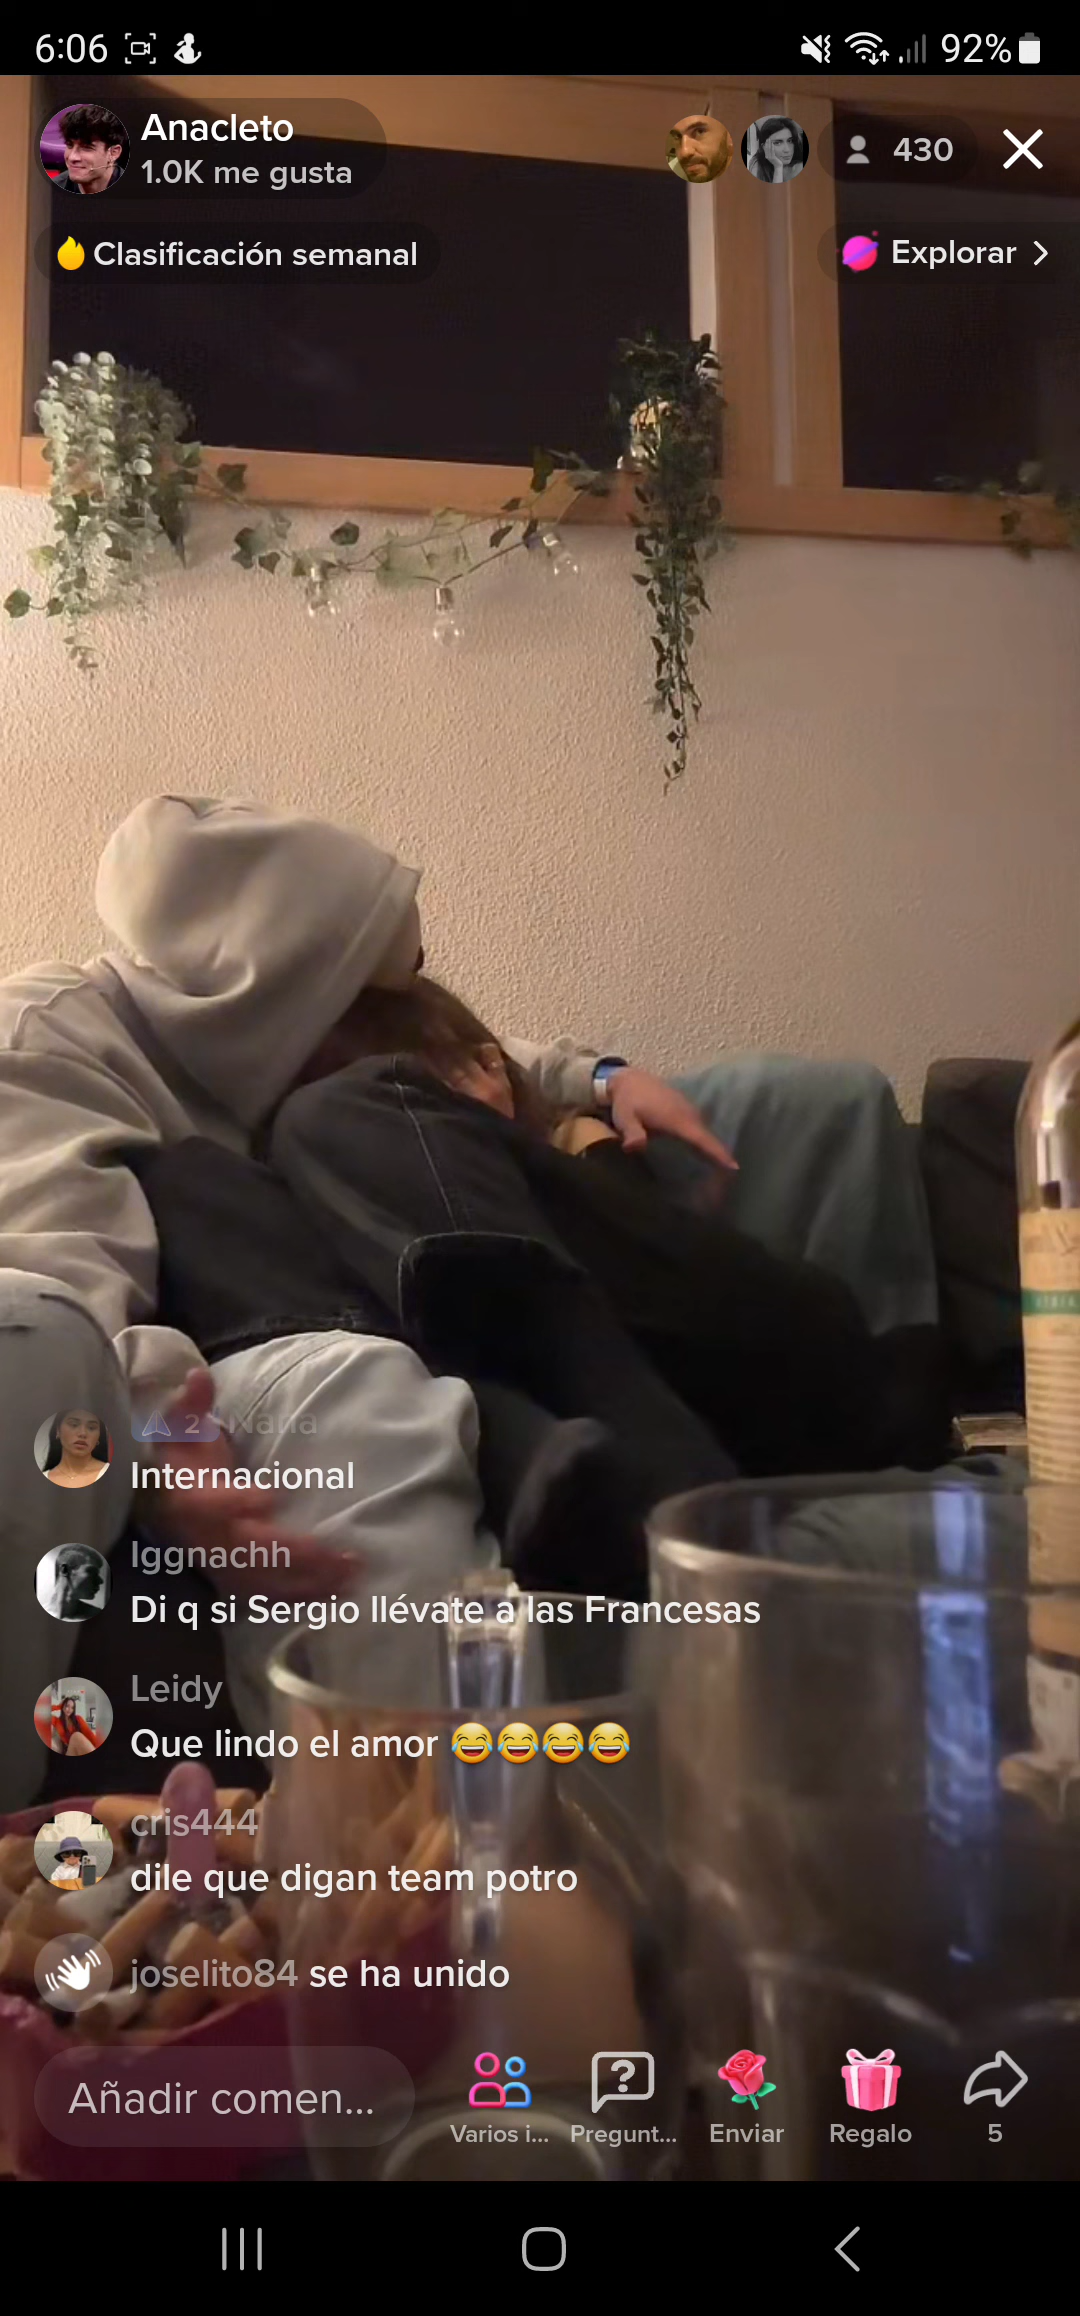 6:06
92%
Anacleto
1.0K me gusta
430
Clasificación semanal
Explorar
2 Nana
Internacional
Iggnachh
Di q si Sergio llévate a las Francesas
Leidy
Que lindo el amor 😂😂😂😂
cris444
dile que digan team potro
joselito84 se ha unido
Añadir comen...
Varios i...
Pregunt...
Enviar
Regalo
5